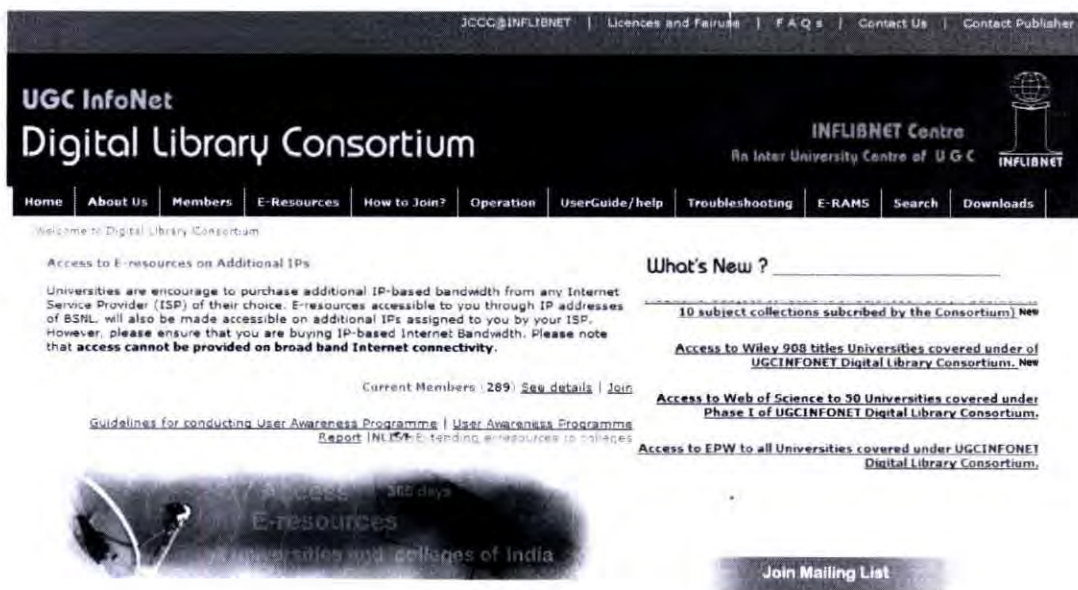 JCCC@INFLIBNET | Licences and Fairuse | F A Q s | Contact Us | Contact Publisher
UGC InfoNet
Digital Library Consortium
INFLIBNET Centre
An Inter University Centre of U G C
INFLIBNET
Home | About Us | Members | E-Resources | How to Join? | Operation | UserGuide/help | Troubleshooting | E-RAMS | Search | Downloads
Welcome to Digital Library Consortium
Access to E-resources on Additional IPs
Universities are encourage to purchase additional IP-based bandwidth from any Internet
Service Provider (ISP) of their choice. E-resources accessible to you through IP addresses
of BSNL, will also be made accessible on additional IPs assigned to you by your ISP.
However, please ensure that you are buying IP-based Internet Bandwidth. Please note
that access cannot be provided on broad band Internet connectivity.
Current Members (289) See details | Join
Guidelines for conducting User Awareness Programme | User Awareness Programme
Report | Extending e-resources to colleges
Access 365 days
E-resources
universities and colleges of India
What's New ?
10 subject collections subcribed by the Consortium) New
Access to Wiley 908 titles Universities covered under of
UGCINFONET Digital Library Consortium. New
Access to Web of Science to 50 Universities covered under
Phase I of UGCINFONET Digital Library Consortium.
Access to EPW to all Universities covered under UGCINFONET
Digital Library Consortium.
Join Mailing List